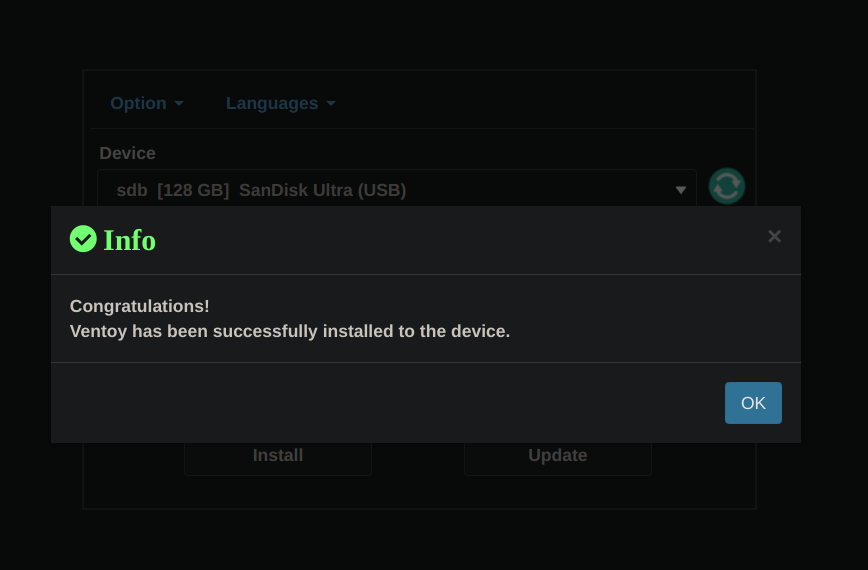 Option
Languages
Device
sdb [128 GB] SanDisk Ultra (USB)
Info
×
Congratulations!
Ventoy has been successfully installed to the device.
OK
Install
Update